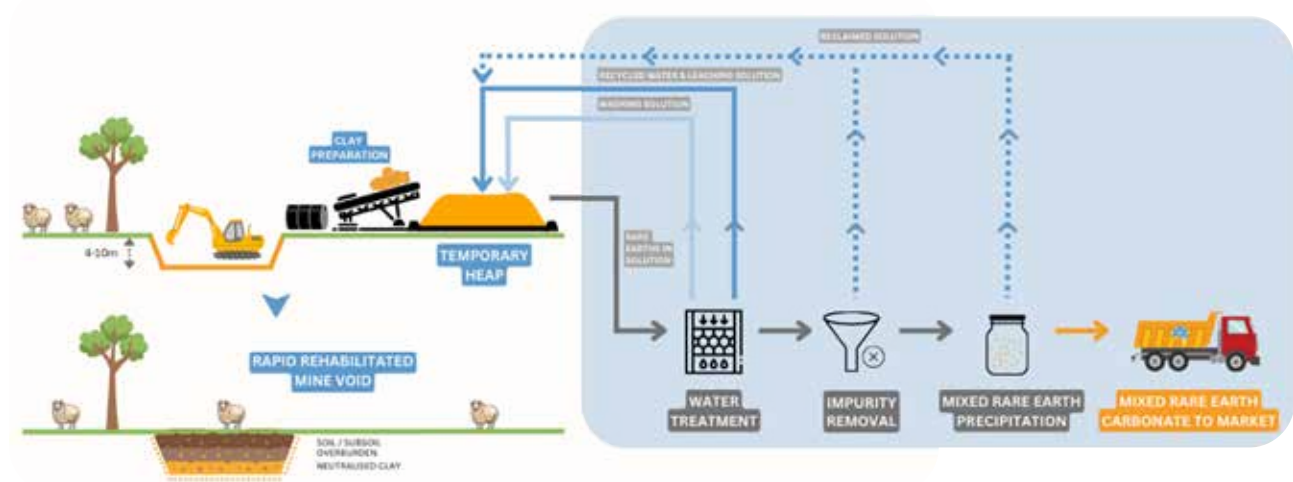 RECLAIMED SOLUTION
RECYCLED WATER & LEACHING SOLUTION
WASHING SOLUTION
CLAY
PREPARATION
4-10m
TEMPORARY
HEAP
RARE
EARTHS IN
SOLUTION
RAPID REHABILITATED
MINE VOID
WATER
TREATMENT
IMPURITY
REMOVAL
MIXED RARE EARTH
PRECIPITATION
MIXED RARE EARTH
CARBONATE TO MARKET
SOIL / SUBSOIL
OVERBURDEN
NEUTRALISED CLAY